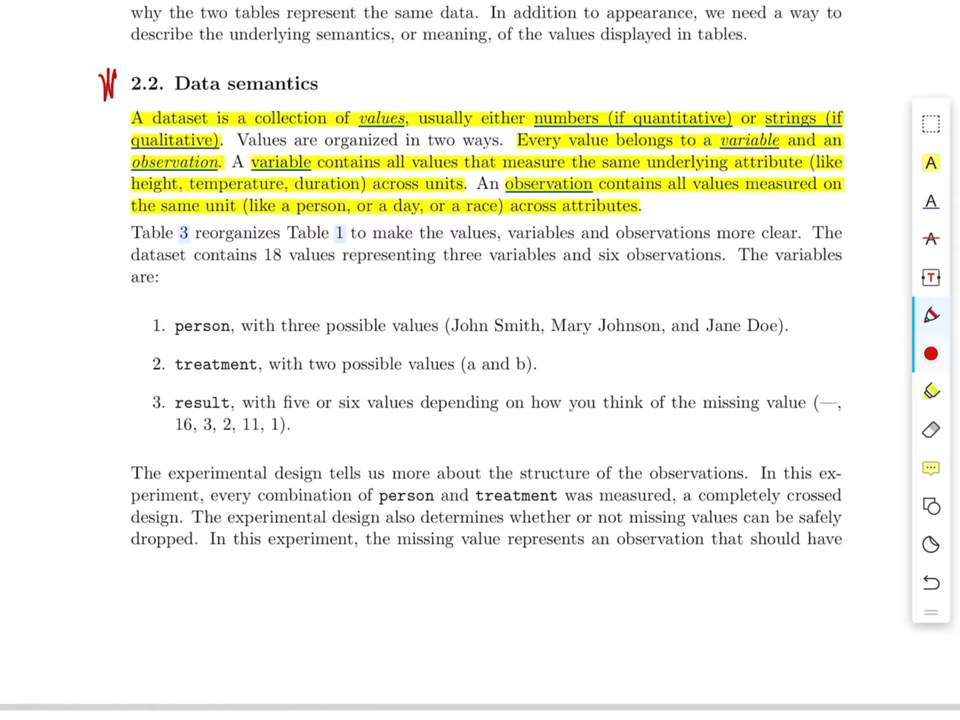 why the two tables represent the same data. In addition to appearance, we need a way to
describe the underlying semantics, or meaning, of the values displayed in tables.
2.2. Data semantics
A dataset is a collection of values, usually either numbers (if quantitative) or strings (if
qualitative). Values are organized in two ways. Every value belongs to a variable and an
observation. A variable contains all values that measure the same underlying attribute (like
height, temperature, duration) across units. An observation contains all values measured on
the same unit (like a person, or a day, or a race) across attributes.
Table 3 reorganizes Table 1 to make the values, variables and observations more clear. The
dataset contains 18 values representing three variables and six observations. The variables
are:
1. person, with three possible values (John Smith, Mary Johnson, and Jane Doe).
2. treatment, with two possible values (a and b).
3. result, with five or six values depending on how you think of the missing value (—,
16, 3, 2, 11, 1).
The experimental design tells us more about the structure of the observations. In this ex-
periment, every combination of person and treatment was measured, a completely crossed
design. The experimental design also determines whether or not missing values can be safely
dropped. In this experiment, the missing value represents an observation that should have
A
A
A
T